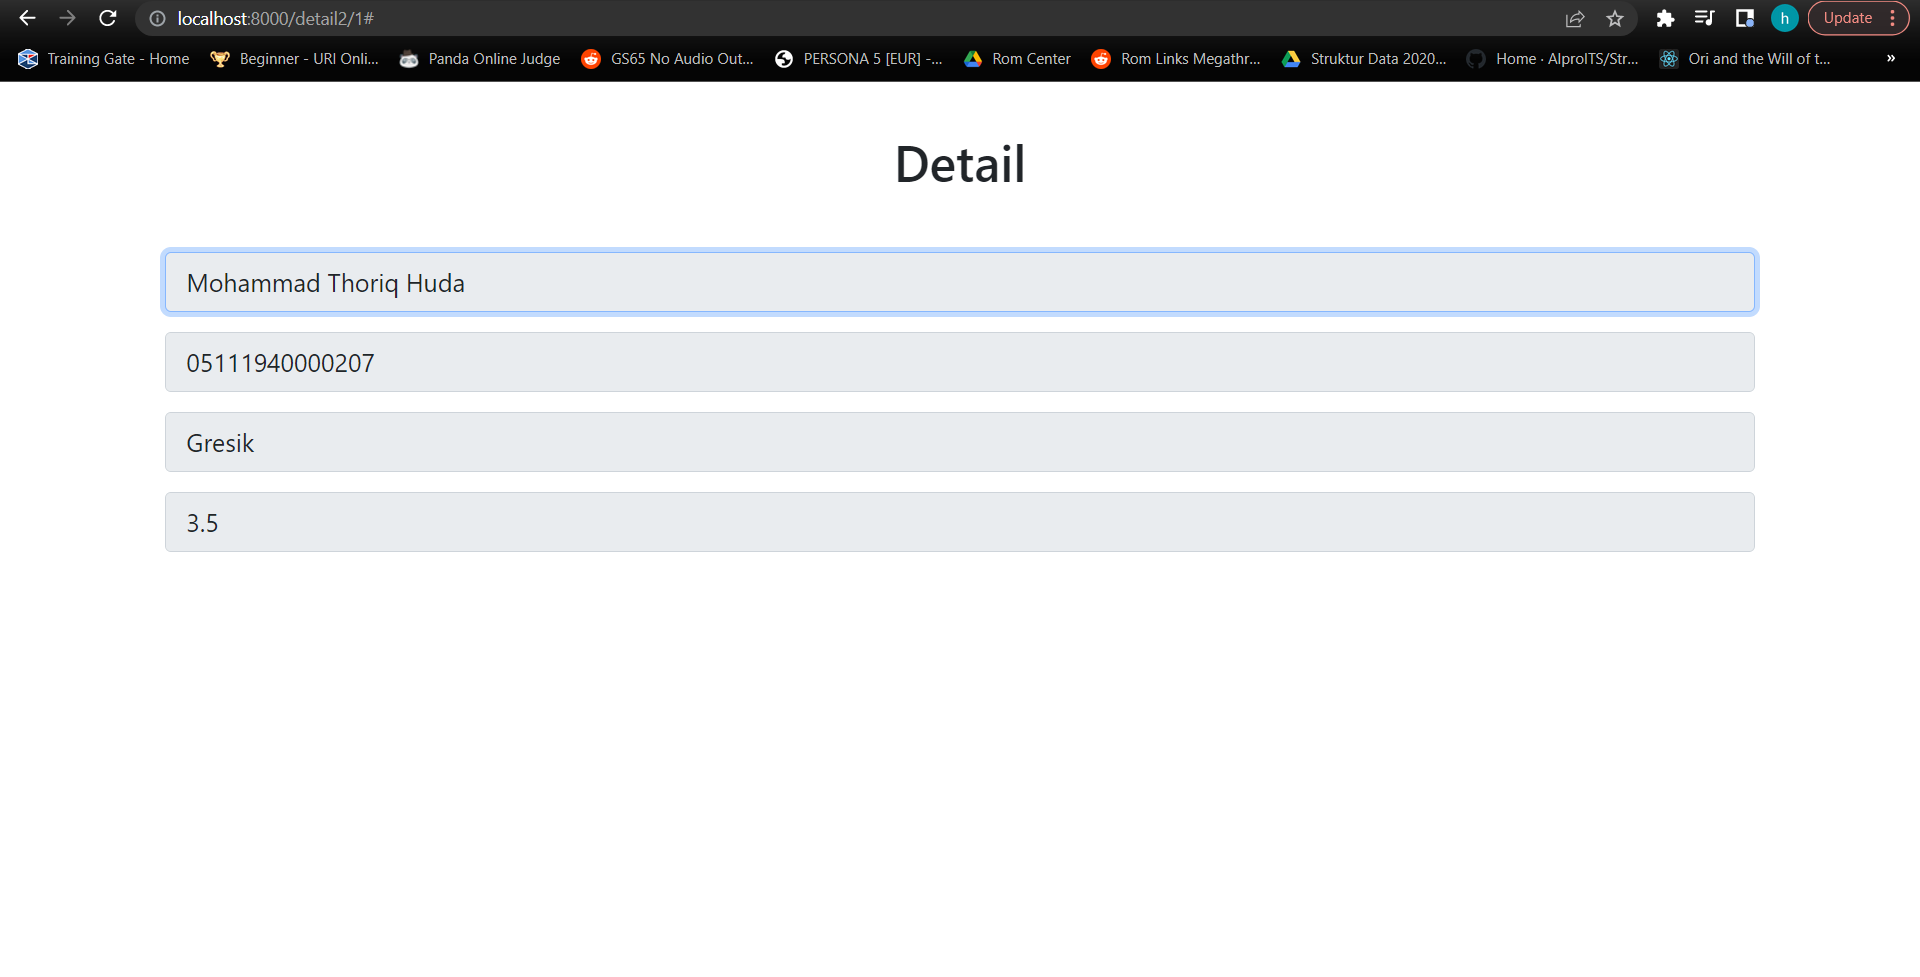 localhost:8000/detail2/1#
h
Update
Training Gate - Home
Beginner - URI Onli...
Panda Online Judge
GS65 No Audio Out...
PERSONA 5 [EUR] -...
Rom Center
Rom Links Megathr...
Struktur Data 2020...
Home · AlproITS/Str...
Ori and the Will of t...
»
Detail
Mohammad Thoriq Huda
05111940000207
Gresik
3.5